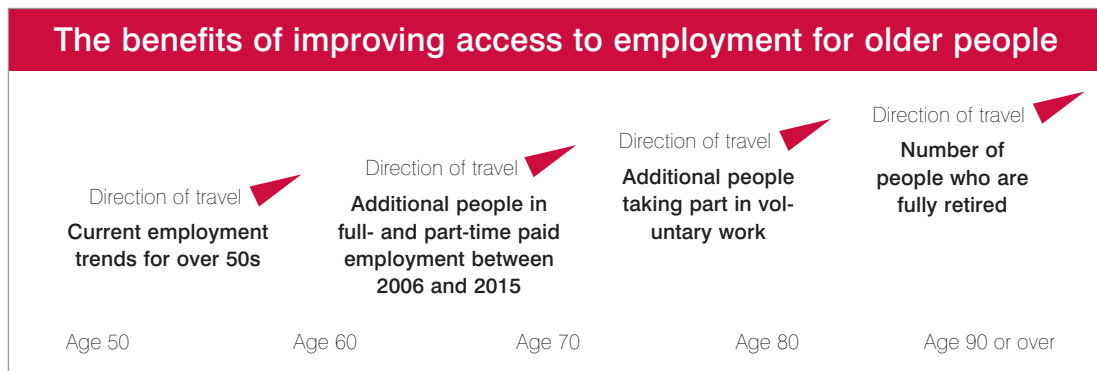 The benefits of improving access to employment for older people
Direction of travel
Current employment
trends for over 50s
Direction of travel
Additional people in
full- and part-time paid
employment between
2006 and 2015
Direction of travel
Additional people
taking part in vol-
untary work
Direction of travel
Number of
people who are
fully retired
Age 50
Age 60
Age 70
Age 80
Age 90 or over